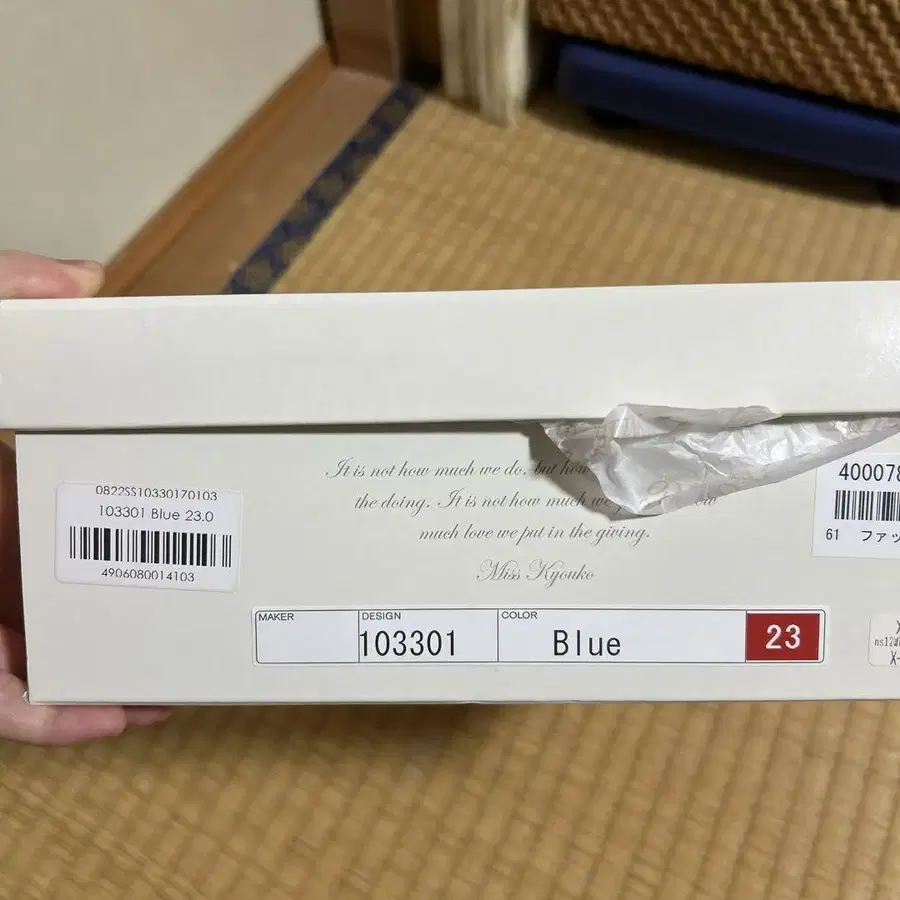 It is not how much we do, but how
the doing. It is not how much we
much love we put in the giving.
Miss Kyouko
0822SS10330170103
103301 Blue 23.0
4906080014103
MAKER
DESIGN
103301
COLOR
Blue
23
400078
61 ファッ